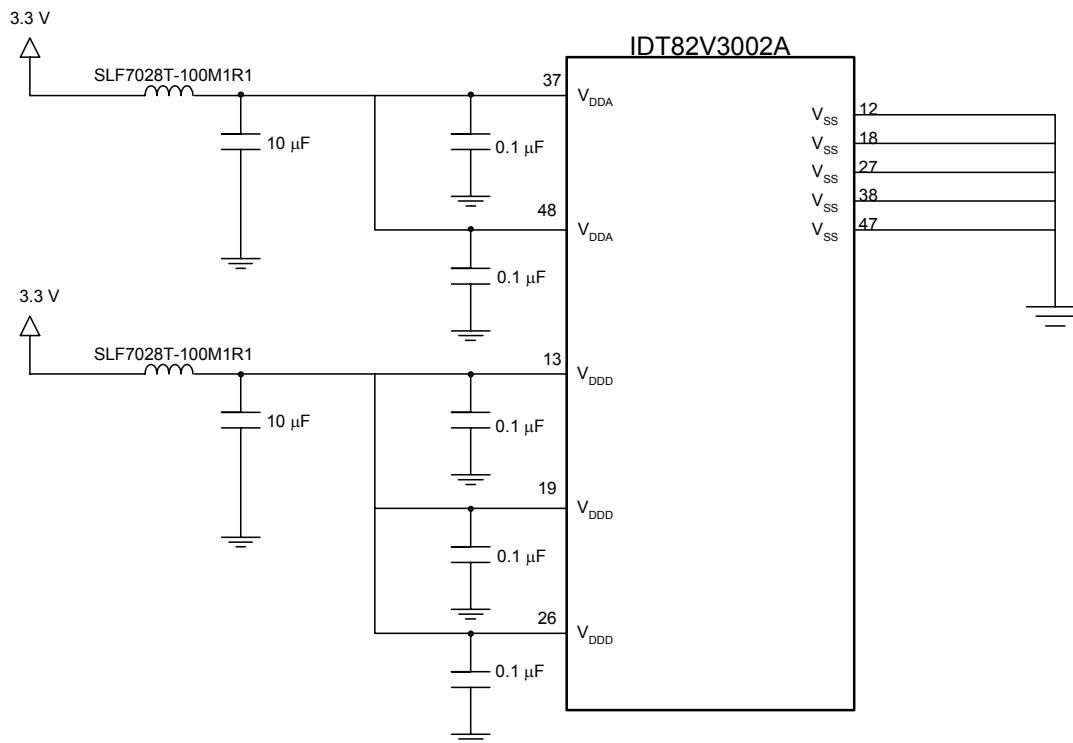 3.3 V
IDT82V3002A
SLF7028T-100M1R1
37
VDDA
10 μF
0.1 μF
48
VDDA
0.1 μF
VSS 12
VSS 18
VSS 27
VSS 38
VSS 47
3.3 V
SLF7028T-100M1R1
13
VDDD
10 μF
0.1 μF
19
VDDD
0.1 μF
26
VDDD
0.1 μF